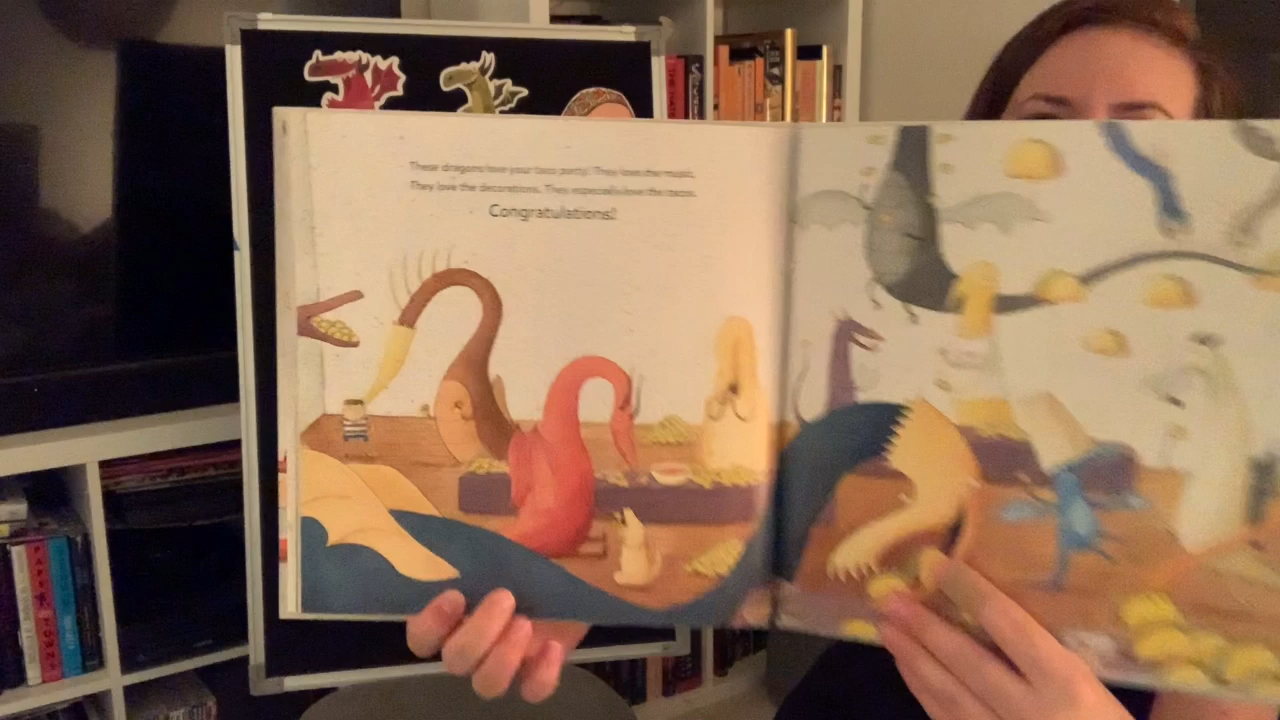 These dragons love your taco party! They love the music.
They love the decorations. They especially love the tacos.
Congratulations!